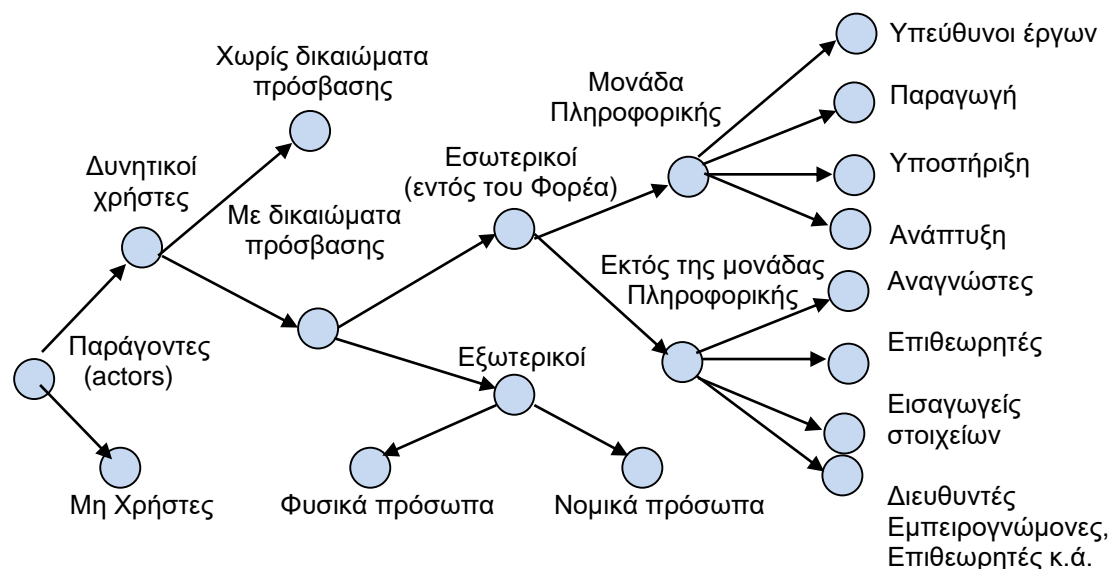 Χωρίς δικαιώματα
πρόσβασης
Δυνητικοί
χρήστες
Με δικαιώματα
πρόσβασης
Παράγοντες
(actors)
Μη Χρήστες
Εσωτερικοί
(εντός του Φορέα)
Εξωτερικοί
Φυσικά πρόσωπα
Νομικά πρόσωπα
Μονάδα
Πληροφορικής
Εκτός της μονάδας
Πληροφορικής
Υπεύθυνοι έργων
Παραγωγή
Υποστήριξη
Ανάπτυξη
Αναγνώστες
Επιθεωρητές
Εισαγωγείς
στοιχείων
Διευθυντές
Εμπειρογνώμονες,
Επιθεωρητές κ.ά.